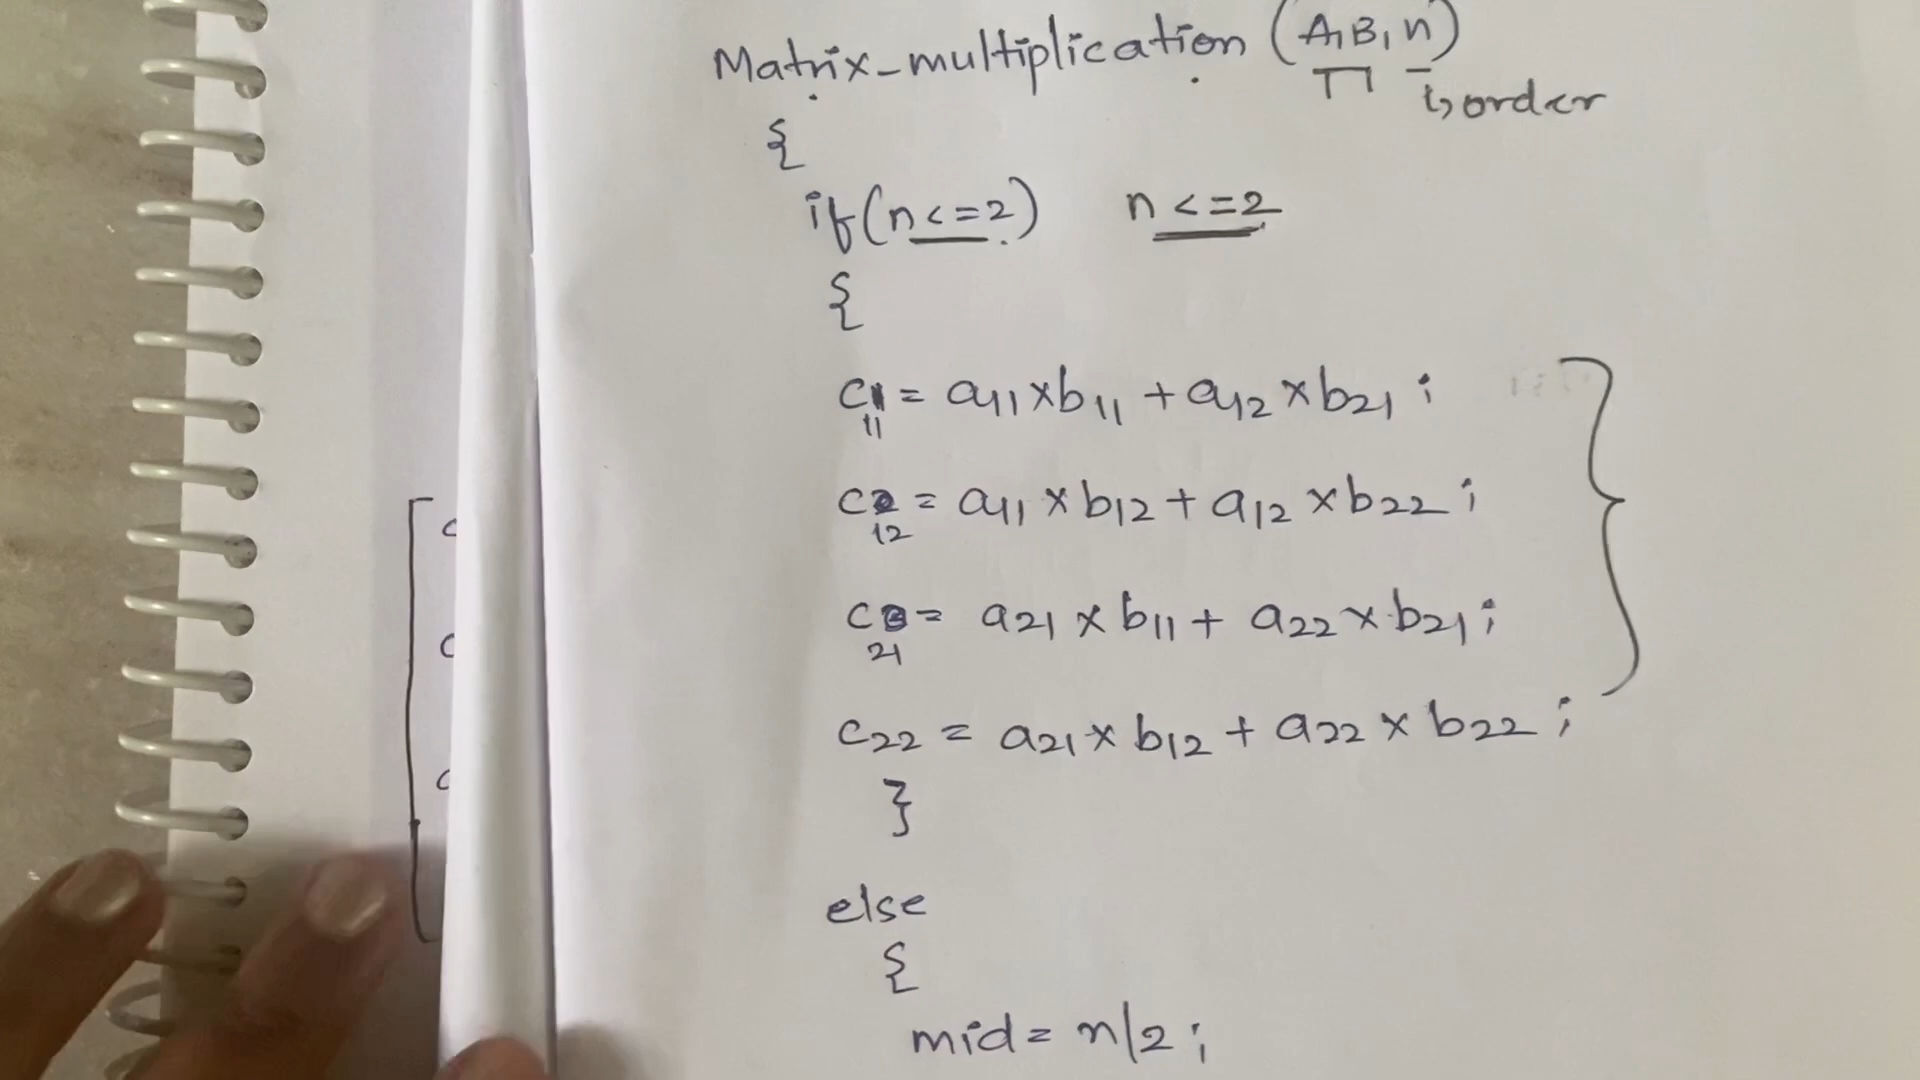 Matrix-multiplication (A,B,n)
↳ order
{
if(n<=2) n<=2
{
c11 = a11×b11 + a12×b21;
c12 = a11×b12 + a12×b22;
c21 = a21×b11 + a22×b21;
c22 = a21×b12 + a22×b22;
}
else
{
mid = n/2;
c
c
c